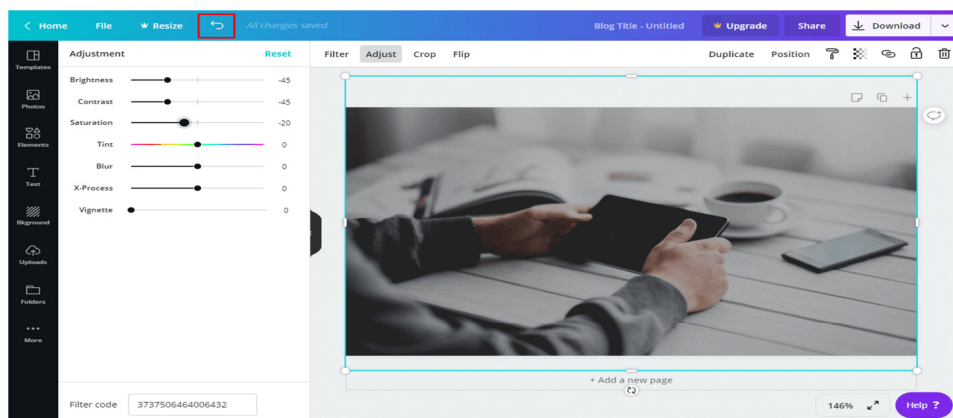 Home File Resize All changes saved Blog Title - Untitled Upgrade Share Download
Templates
Photos
Elements
Text
Bkground
Uploads
Folders
More
Adjustment Reset
Brightness -45
Contrast -45
Saturation -20
Tint 0
Blur 0
X-Process 0
Vignette 0
Filter code 3737506464006432
Filter Adjust Crop Flip Duplicate Position
+ Add a new page
146% Help ?